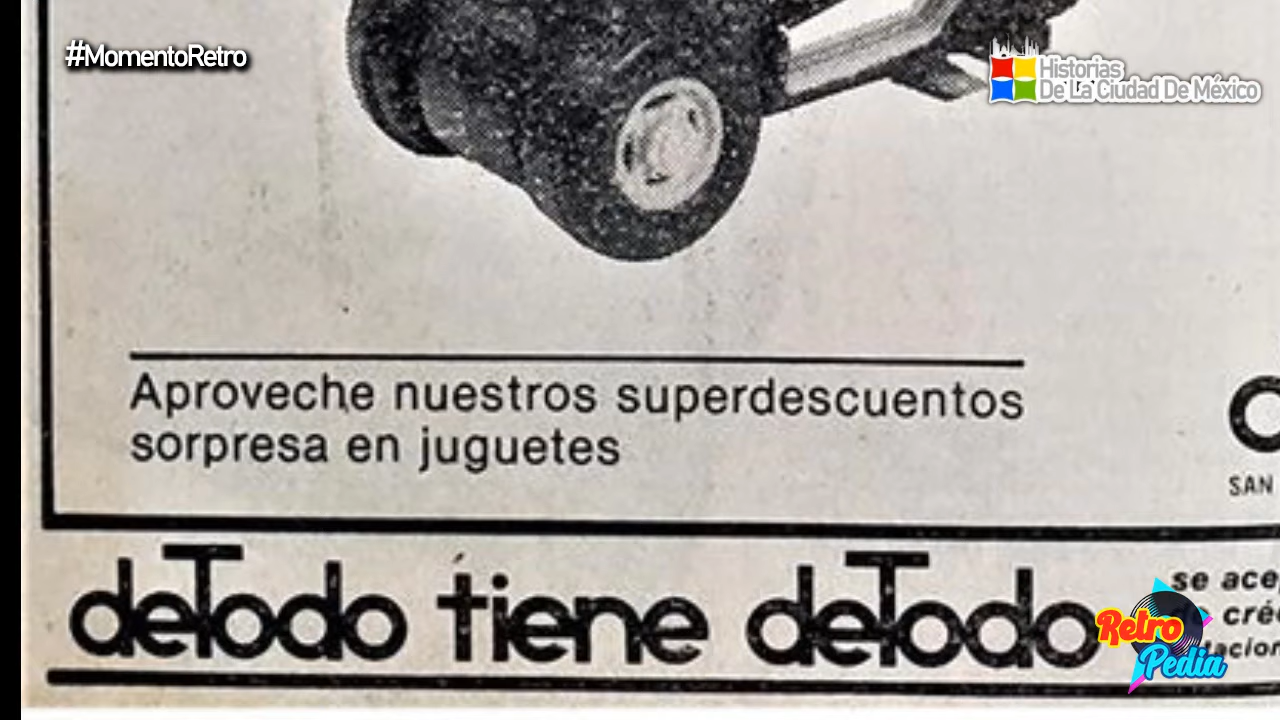 #MomentoRetro
Historias
De La Ciudad De México
Aproveche nuestros superdescuentos
sorpresa en juguetes
SAN
deTodo tiene deTodo
se
Retro
Pedia